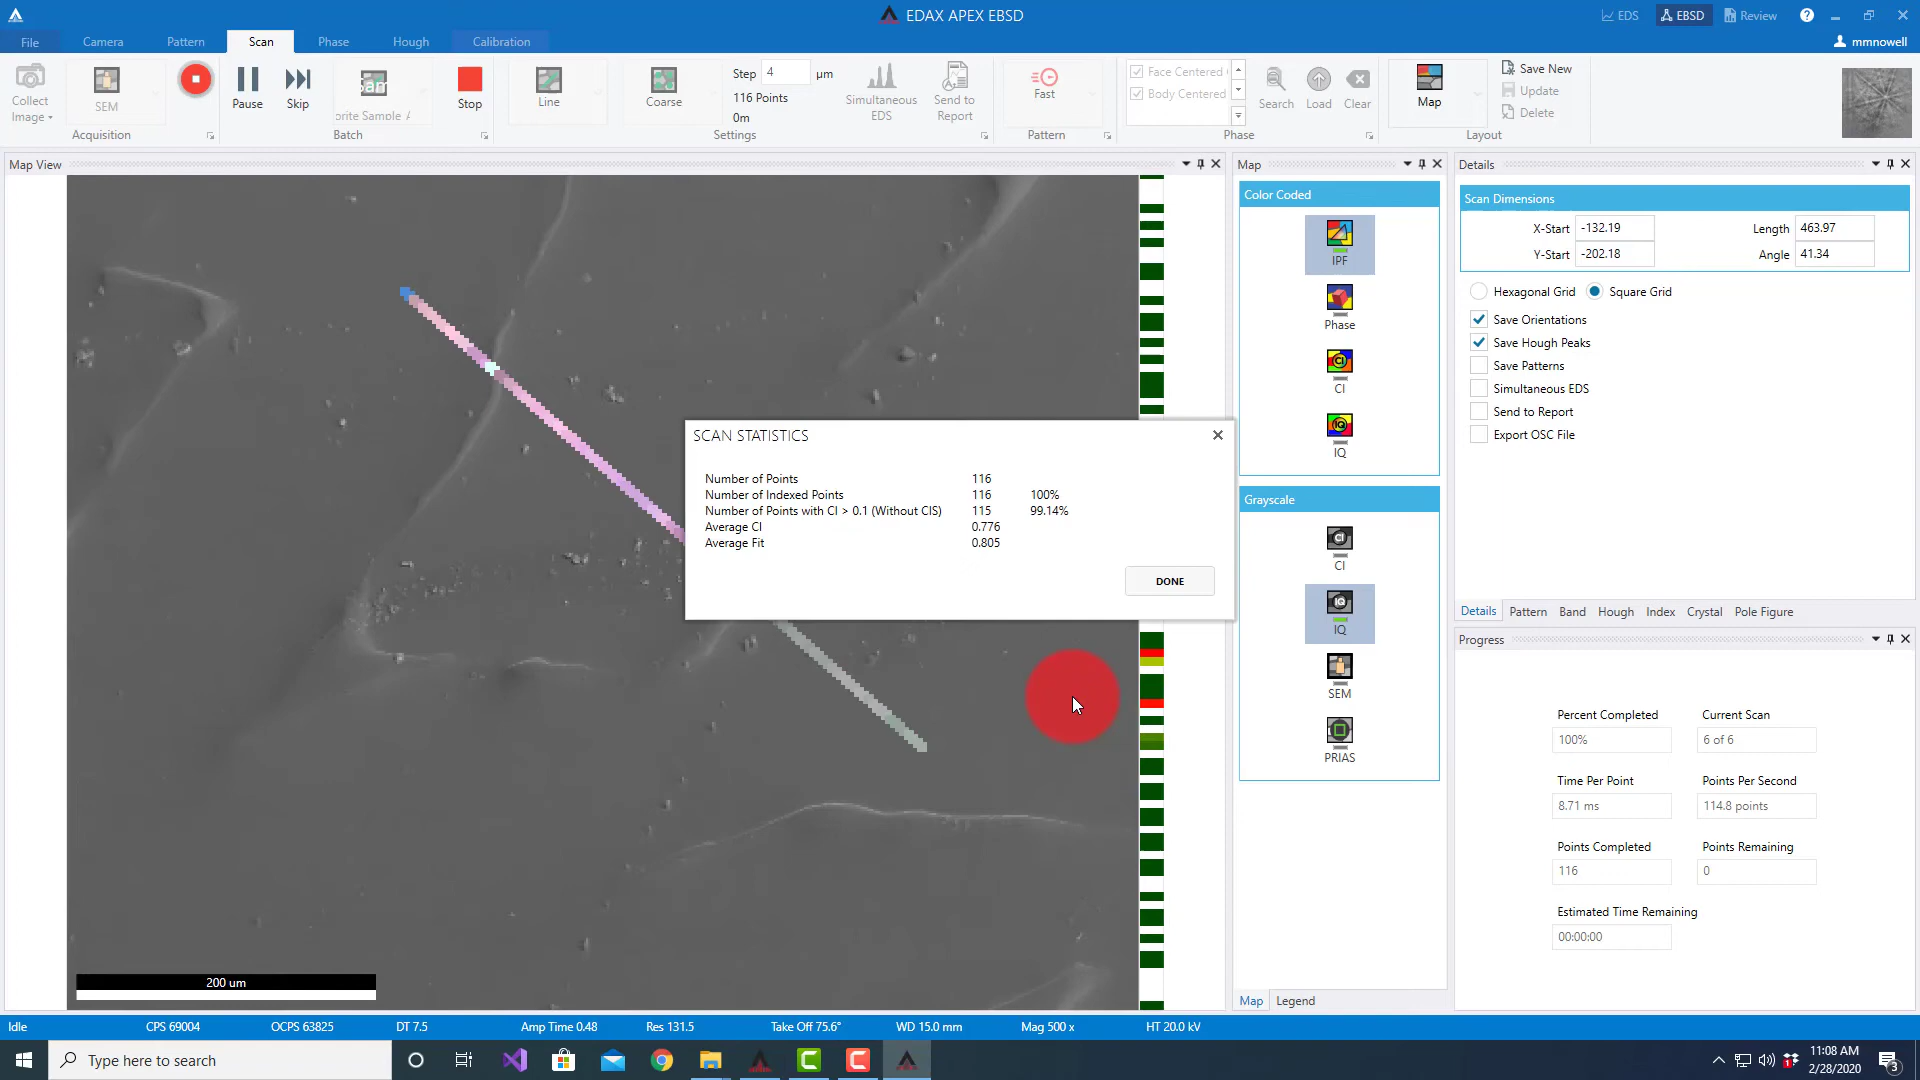 EDAX APEX EBSD
EDS
EBSD
Review
File
Camera
Pattern
Scan
Phase
Hough
Calibration
mmnowell
Collect
Image
SEM
Acquisition
Pause
Skip
orite Sample
Batch
Stop
Line
Coarse
Step 4 μm
116 Points
0m
Simultaneous
EDS
Send to
Report
Settings
Fast
Pattern
Face Centered
Body Centered
Search
Load
Clear
Phase
Map
Layout
Save New
Update
Delete
Map View
SCAN STATISTICS
Number of Points 116
Number of Indexed Points 116 100%
Number of Points with CI > 0.1 (Without CIS) 115 99.14%
Average CI 0.776
Average Fit 0.805
DONE
200 um
Map
Color Coded
IPF
Phase
CI
IQ
Grayscale
CI
IQ
SEM
PRIAS
Map
Legend
Details
Scan Dimensions
X-Start -132.19 Length 463.97
Y-Start -202.18 Angle 41.34
Hexagonal Grid Square Grid
Save Orientations
Save Hough Peaks
Save Patterns
Simultaneous EDS
Send to Report
Export OSC File
Details Pattern Band Hough Index Crystal Pole Figure
Progress
Percent Completed Current Scan
100% 6 of 6
Time Per Point Points Per Second
8.71 ms 114.8 points
Points Completed Points Remaining
116 0
Estimated Time Remaining
00:00:00
Idle CPS 69004 OCPS 63825 DT 7.5 Amp Time 0.48 Res 131.5 Take Off 75.6° WD 15.0 mm Mag 500 x HT 20.0 kV
Type here to search
11:08 AM
2/28/2020
3